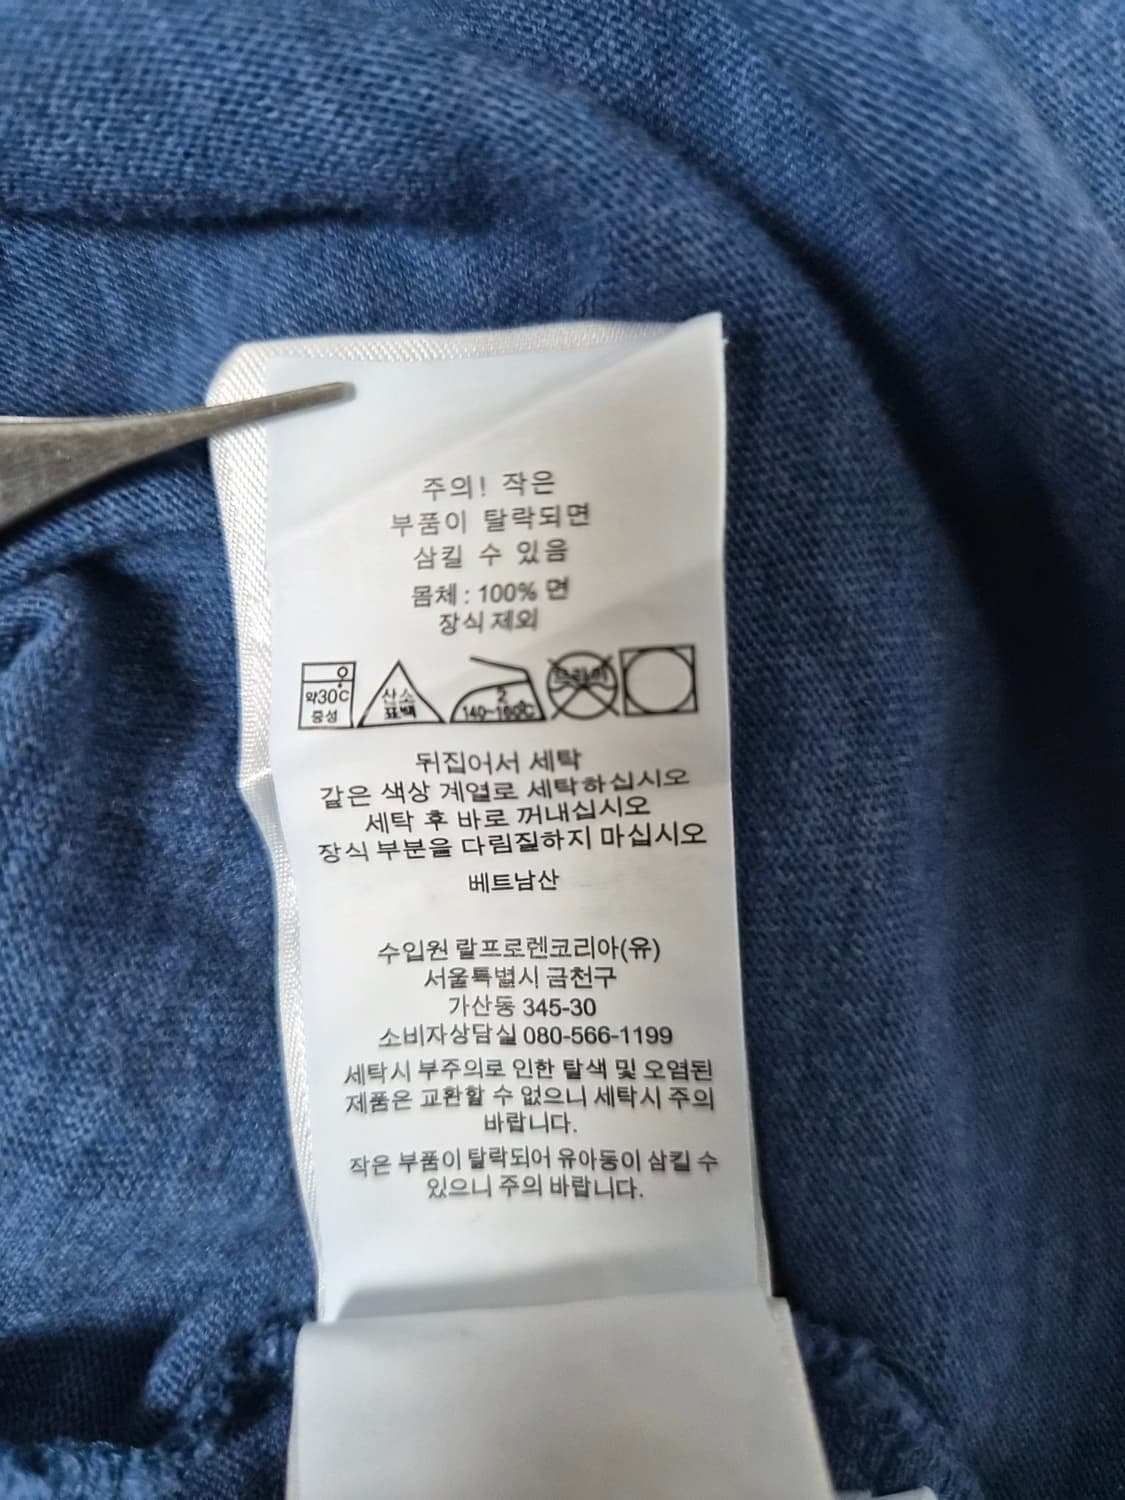 주의! 작은
부품이 탈락되면
삼킬 수 있음
몸체 : 100% 면
장식 제외
약30℃
중성
산소
표백
2
140~160℃
드라이
뒤집어서 세탁
같은 색상 계열로 세탁하십시오
세탁 후 바로 꺼내십시오
장식 부분을 다림질하지 마십시오
베트남산
수입원 랄프로렌코리아(유)
서울특별시 금천구
가산동 345-30
소비자상담실 080-566-1199
세탁시 부주의로 인한 탈색 및 오염된
제품은 교환할 수 없으니 세탁시 주의
바랍니다.
작은 부품이 탈락되어 유아동이 삼킬 수
있으니 주의 바랍니다.